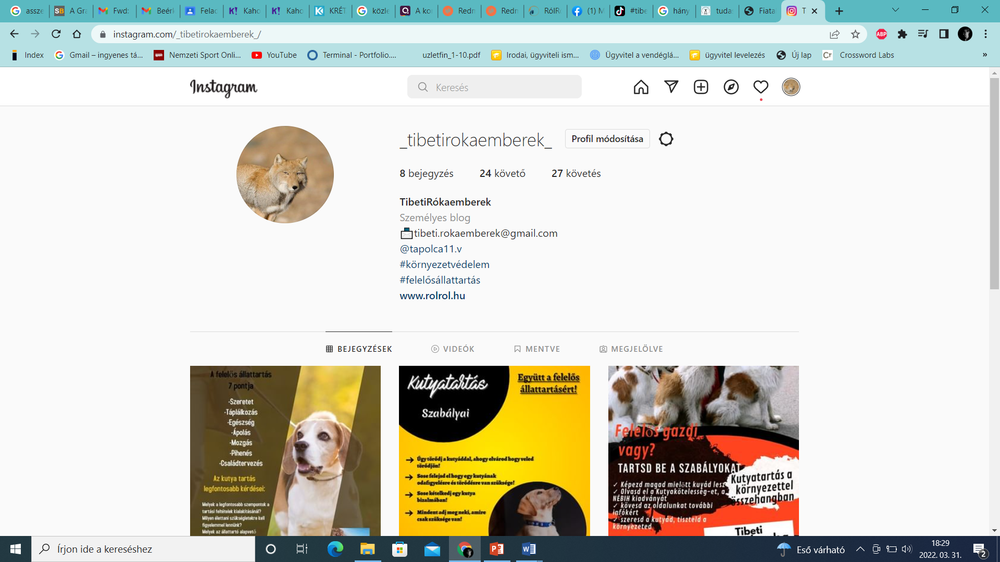 asse
A Gra
Fwd:
Beérk
Felac
Kaho
Kaho
KRÉT
közle
A ko
Redn
Redn
RólRo
(1) M
#tibe
hány
tudas
Fiata
T
instagram.com/_tibetirokaemberek_/
ABP
Index
Gmail – ingyenes tá...
Nemzeti Sport Onli...
YouTube
Terminal - Portfolio....
uzletfin_1-10.pdf
Irodai, ügyviteli ism...
Ügyvitel a vendéglá...
ügyvitel levelezés
Új lap
Crossword Labs
»
Instagram
Keresés
_tibetirokaemberek_
Profil módosítása
8 bejegyzés 24 követő 27 követés
TibetiRókaemberek
Személyes blog
tibeti.rokaemberek@gmail.com
@tapolca11.v
#környezetvédelem
#felelősállattartás
www.rolrol.hu
BEJEGYZÉSEK
VIDEÓK
MENTVE
MEGJELÖLVE
A felelős állattartás
7 pontja
-Szeretet
-Táplálkozás
-Egészség
-Ápolás
-Mozgás
-Pihenés
-Családtervezés
Az kutya tartás
legfontosabb kérdései:
Melyek a legfontosabb szempontok a
tartási feltételek kialakításánál?
Milyen élettani szükségletekre kell
figyelemmel lennünk?
Melyek az állattartó alapvető
Kutyatartás
Szabályai
Együtt a felelős
állattartásért!
Úgy törődj a kutyáddal, ahogy elvárod hogy veled
törődjön!
Sose felejsd el hogy egy kutyának
odafigyelésre és törődésre van szüksége!
Sose kételkedj egy kutya
bizalmában!
Mindent adj meg neki, amire
csak szüksége van!
Felelős gazdi
vagy?
TARTSD BE A SZABÁLYOKAT
✓ Képezd magad mielőtt kuyád lesz
✓ Olvasd el a Kutyakötelesség-et, a
NÉBIH kiadványát
✓ kövesd az oldalunkat további
infókért
✓ szeresd a kutyád, tiszteld a
környezeted
Kutyatartás a
környezettel
összehangban
Tibeti
Írjon ide a kereséshez
Eső várható
18:29
2022. 03. 31.
2